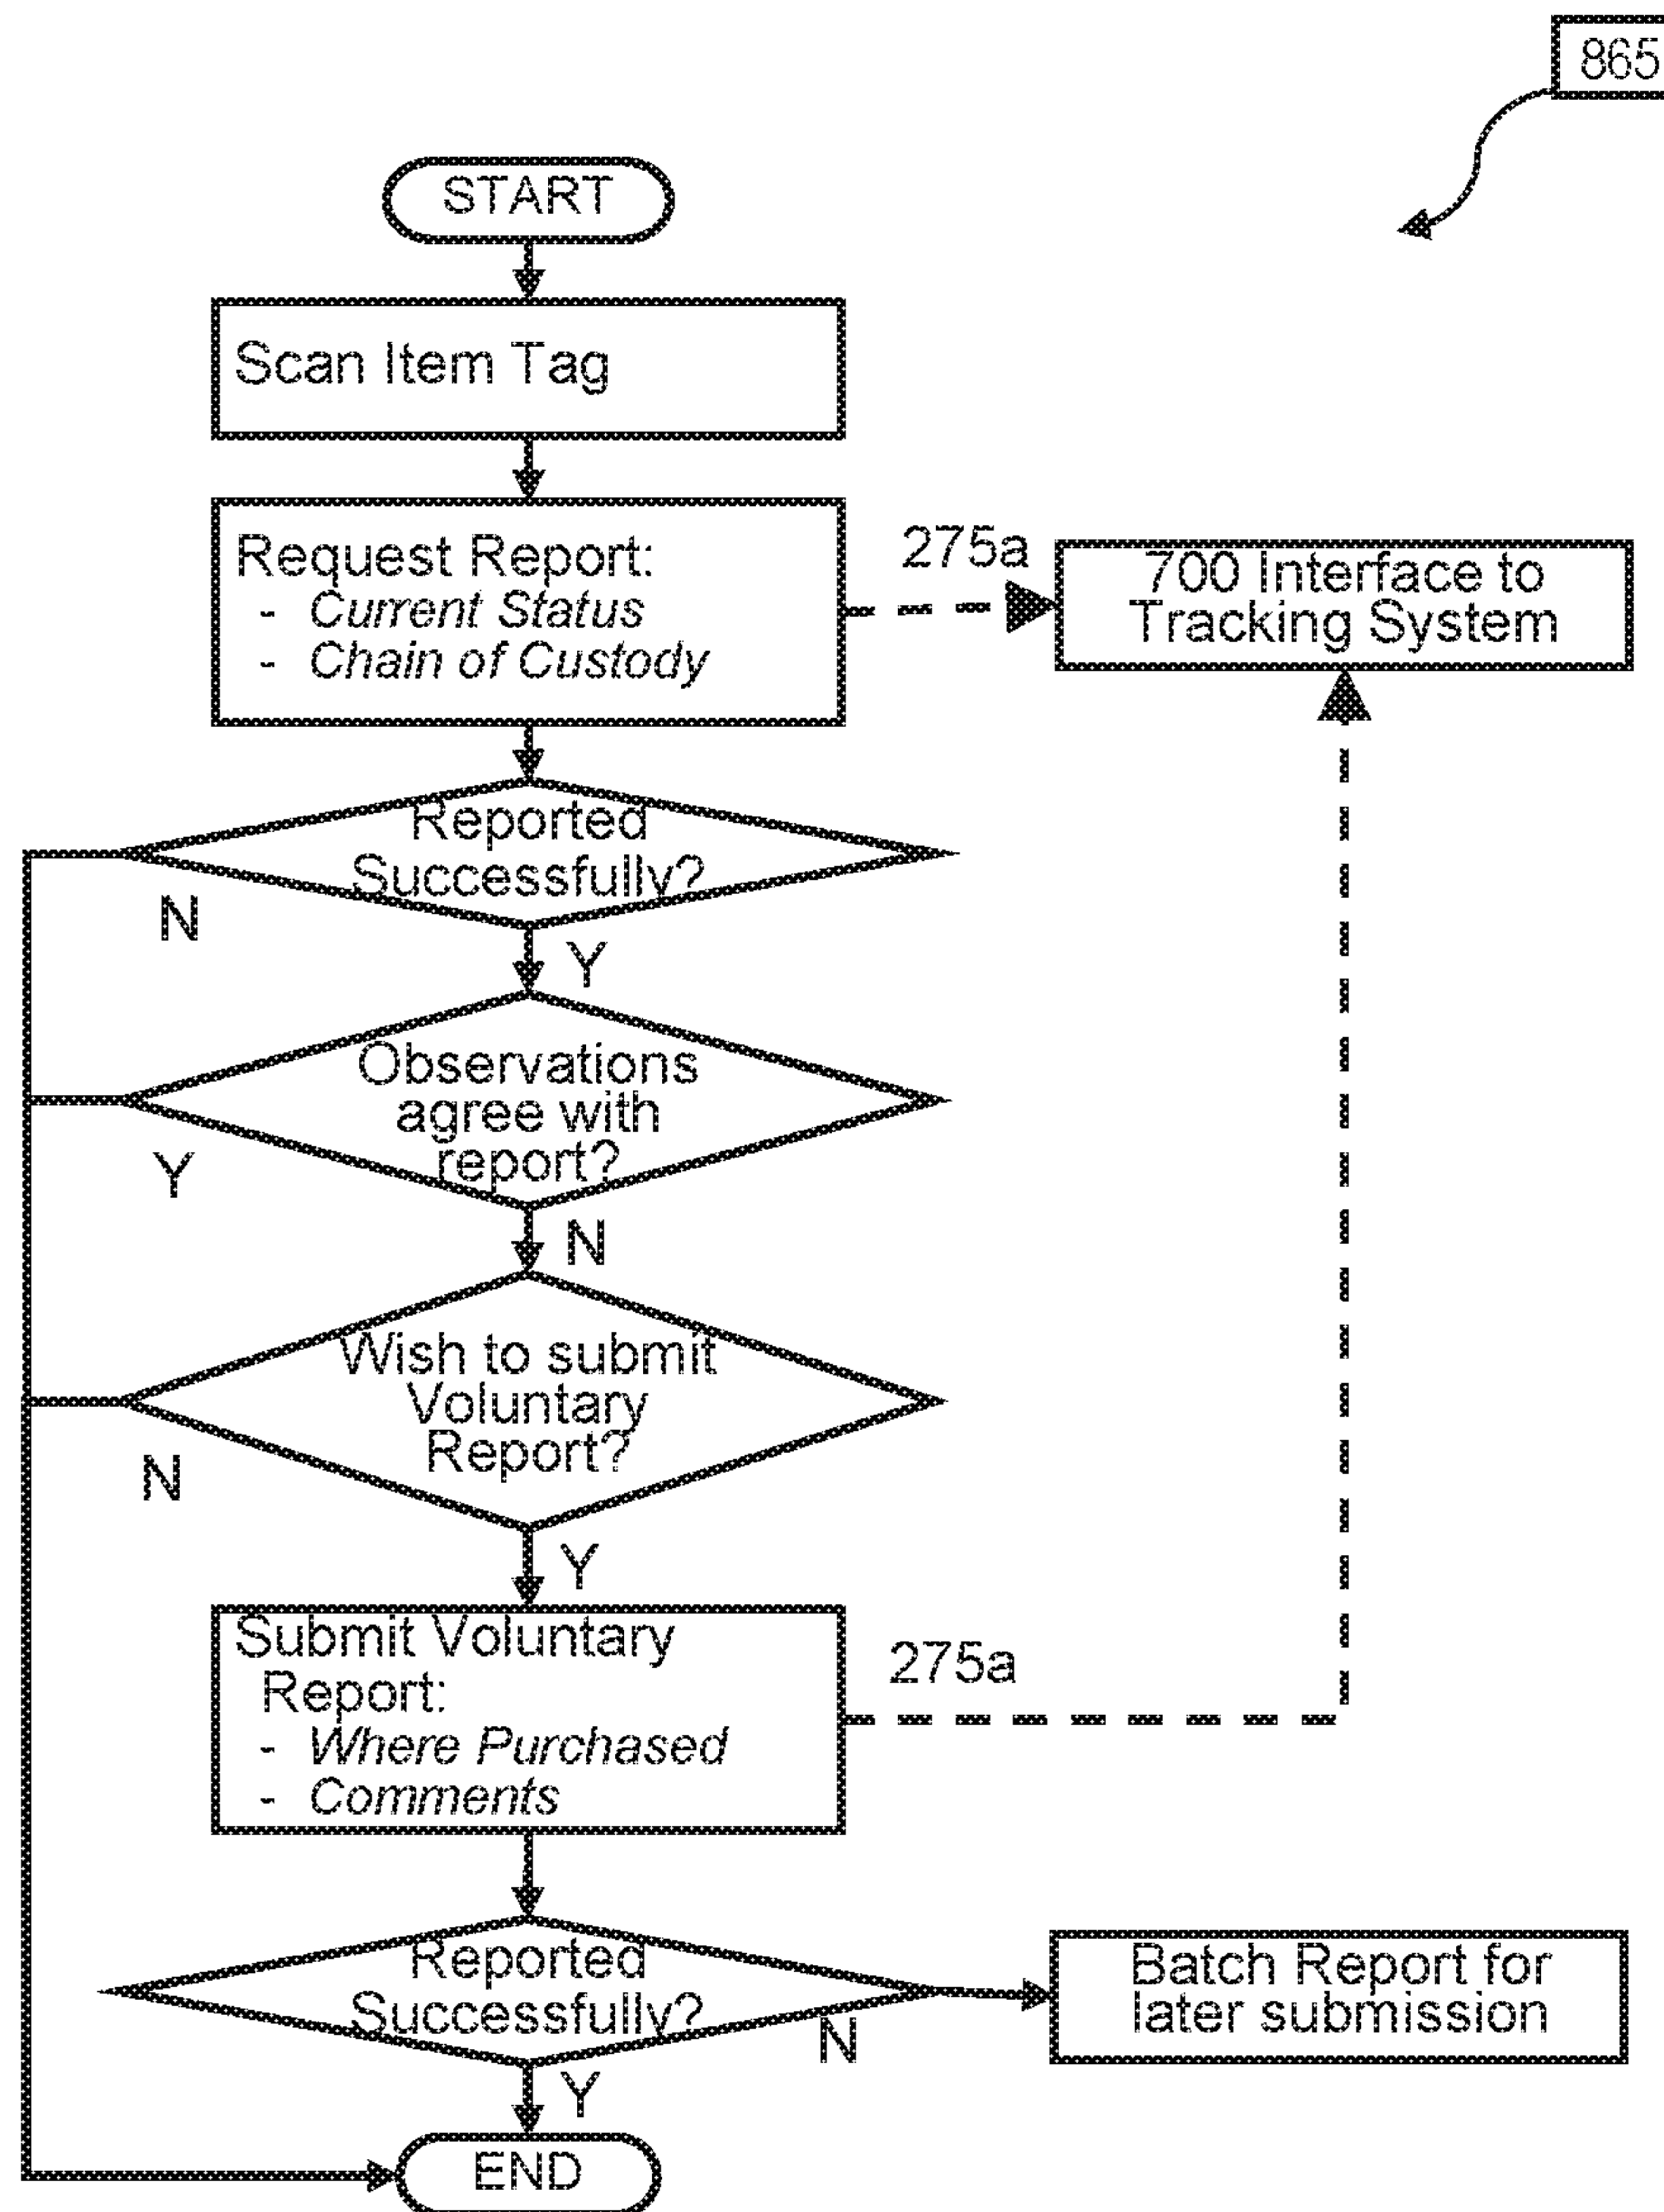 865
START
Scan Item Tag
Request Report:
- Current Status
- Chain of Custody
275a
700 Interface to
Tracking System
Reported
Successfully?
N
Y
Observations
agree with
report?
Y
N
Wish to submit
Voluntary
Report?
N
Y
Submit Voluntary
Report:
- Where Purchased
- Comments
275a
Reported
Successfully?
N
Batch Report for
later submission
Y
END